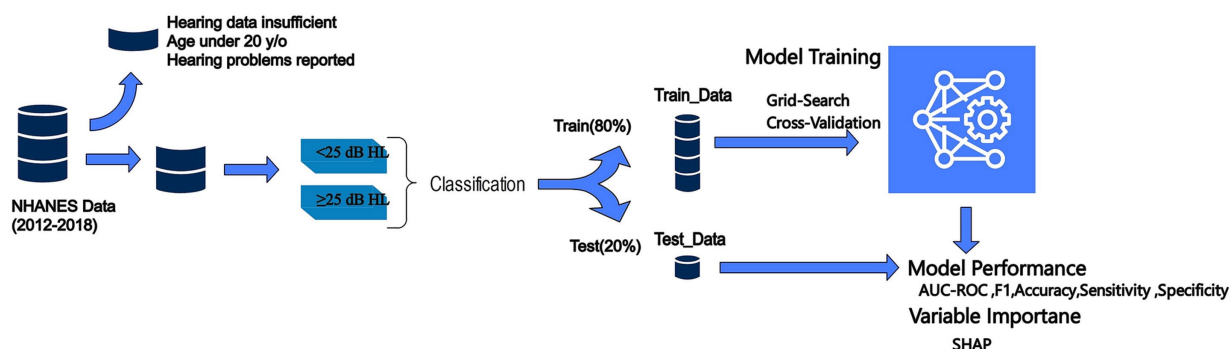 Hearing data insufficient
Age under 20 y/o
Hearing problems reported
NHANES Data
(2012-2018)
<25 dB HL
≥25 dB HL
Classification
Train(80%)
Test(20%)
Train_Data
Test_Data
Model Training
Grid-Search
Cross-Validation
Model Performance
AUC-ROC ,F1,Accuracy,Sensitivity ,Specificity
Variable Importane
SHAP